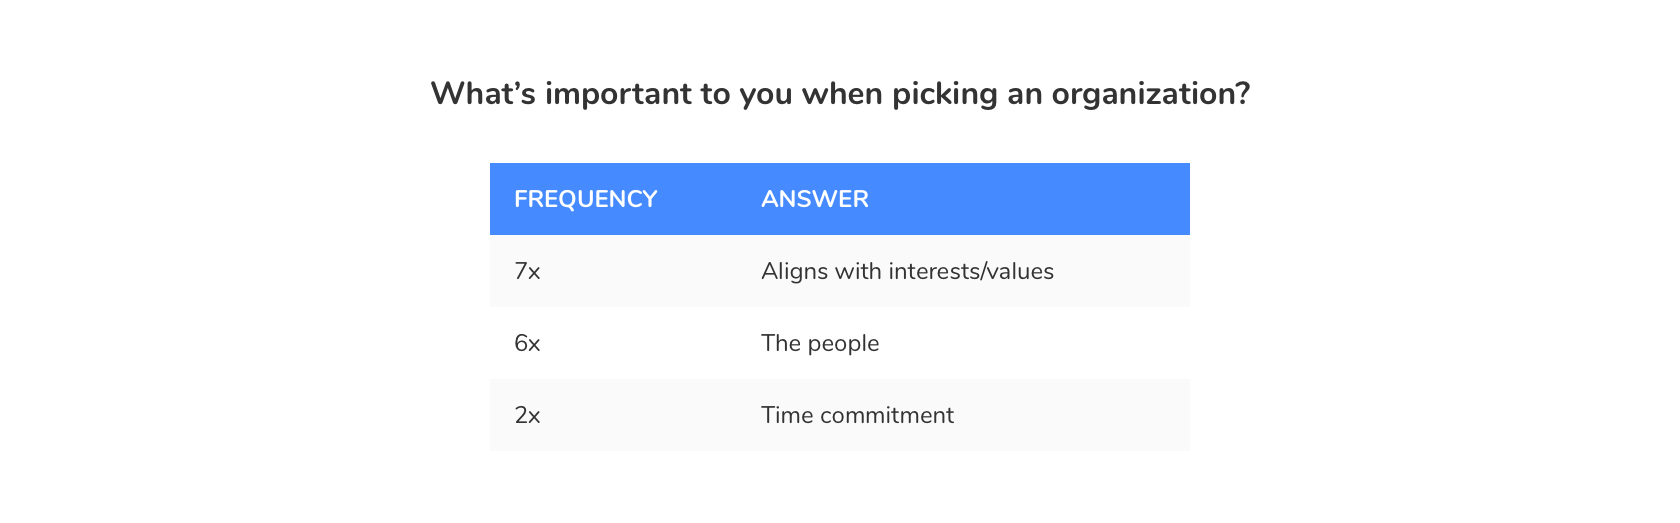 What’s important to you when picking an organization?
FREQUENCY ANSWER
7x Aligns with interests/values
6x The people
2x Time commitment